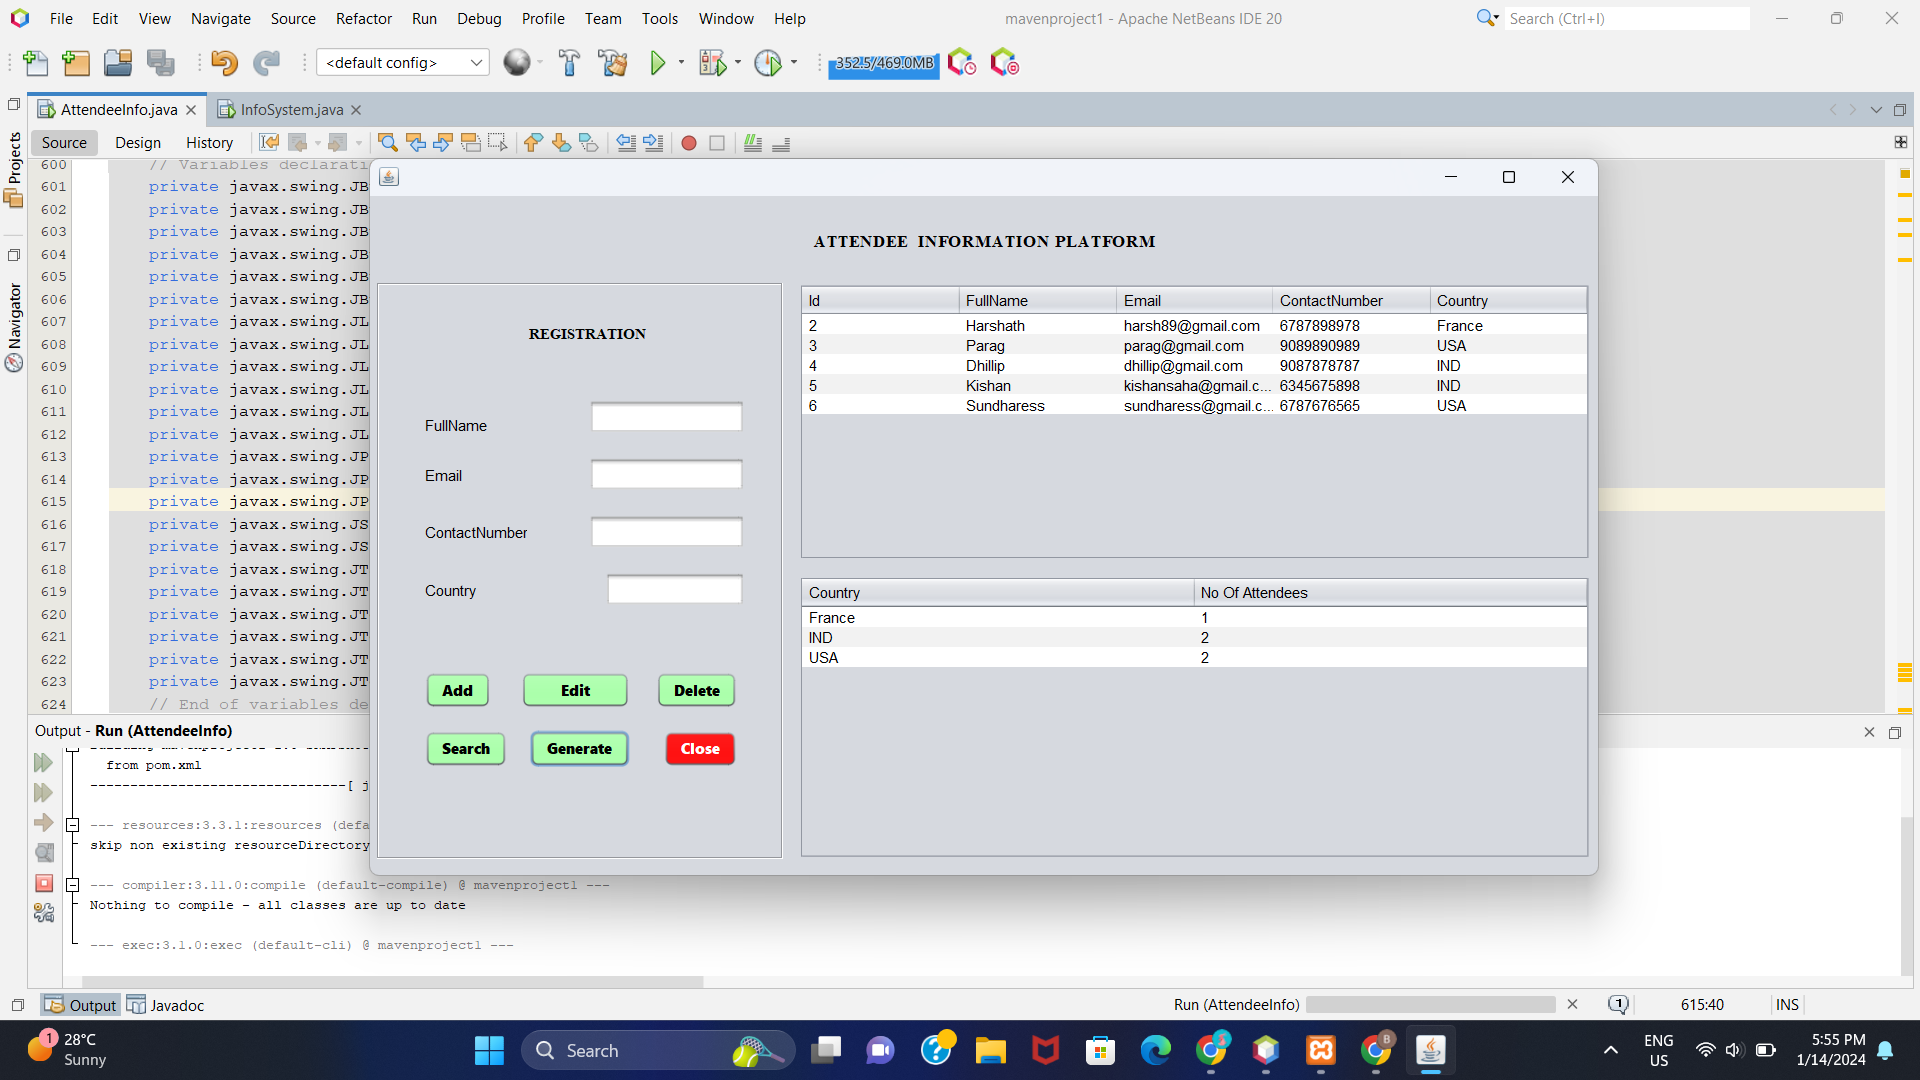 File Edit View Navigate Source Refactor Run Debug Profile Team Tools Window Help
mavenproject1 - Apache NetBeans IDE 20
Search (Ctrl+I)
<default config>
352.5/469.0MB
AttendeeInfo.java
InfoSystem.java
Source Design History
Projects
Navigator
600 // Variables declarati
601 private javax.swing.JB
602 private javax.swing.JB
603 private javax.swing.JB
604 private javax.swing.JB
605 private javax.swing.JB
606 private javax.swing.JB
607 private javax.swing.JL
608 private javax.swing.JL
609 private javax.swing.JL
610 private javax.swing.JL
611 private javax.swing.JL
612 private javax.swing.JL
613 private javax.swing.JP
614 private javax.swing.JP
615 private javax.swing.JP
616 private javax.swing.JS
617 private javax.swing.JS
618 private javax.swing.JT
619 private javax.swing.JT
620 private javax.swing.JT
621 private javax.swing.JT
622 private javax.swing.JT
623 private javax.swing.JT
624 // End of variables de
ATTENDEE INFORMATION PLATFORM
REGISTRATION
FullName
Email
ContactNumber
Country
Add Edit Delete
Search Generate Close
Id FullName Email ContactNumber Country
2 Harshath harsh89@gmail.com 6787898978 France
3 Parag parag@gmail.com 9089890989 USA
4 Dhillip dhillip@gmail.com 9087878787 IND
5 Kishan kishansaha@gmail.c... 6345675898 IND
6 Sundharess sundharess@gmail.c... 6787676565 USA
Country No Of Attendees
France 1
IND 2
USA 2
Output - Run (AttendeeInfo)
from pom.xml
--------------------------------[ j
--- resources:3.3.1:resources (defa
skip non existing resourceDirectory
--- compiler:3.11.0:compile (default-compile) @ mavenproject1 ---
Nothing to compile - all classes are up to date
--- exec:3.1.0:exec (default-cli) @ mavenproject1 ---
Output Javadoc
Run (AttendeeInfo)
1
615:40
INS
1
28°C
Sunny
Search
B
ENG
US
5:55 PM
1/14/2024